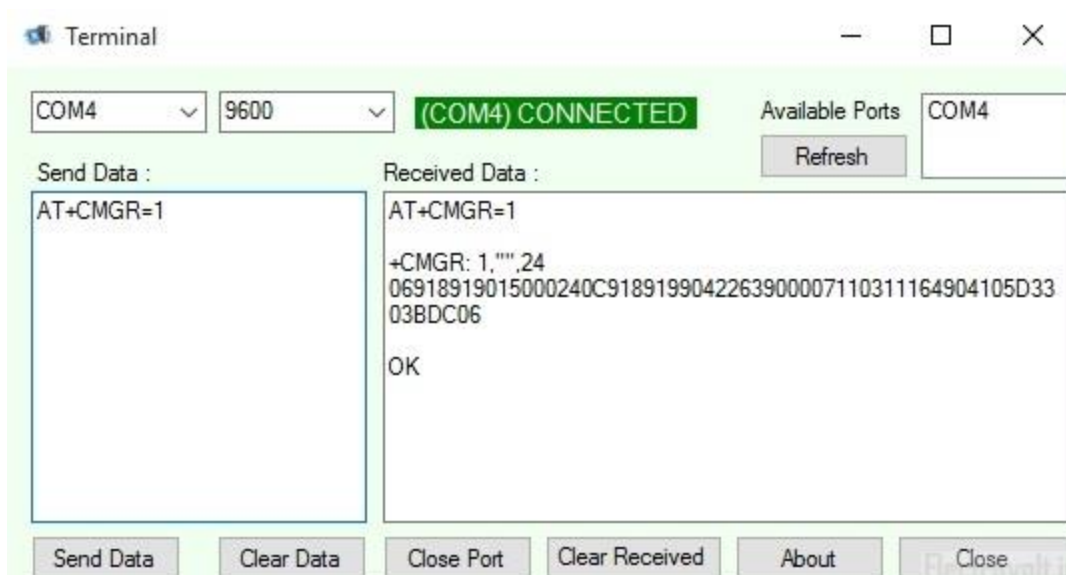 Terminal
COM4 9600 (COM4) CONNECTED Available Ports COM4
Refresh
Send Data : Received Data :
AT+CMGR=1
AT+CMGR=1
+CMGR: 1,"",24
06918919015000240C9189199042263900007110311164904105D33
03BDC06
OK
Send Data Clear Data Close Port Clear Received About Close